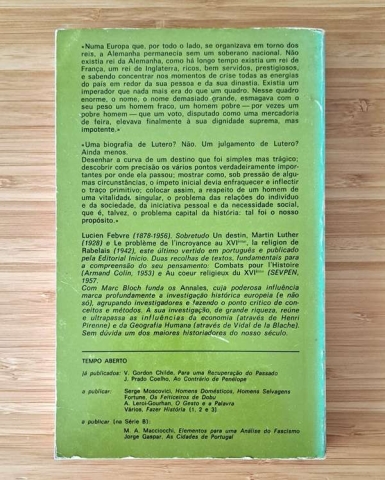 «Numa Europa que, por todo o lado, se organizava em torno dos
reis, a Alemanha permanecia sem um soberano nacional. Não
existia rei da Alemanha, como há longo tempo existia um rei de
França, um rei de Inglaterra, ricos, bem servidos, prestigiosos,
e sabendo concentrar nos momentos de crise todas as energias
do país em redor da sua pessoa e da sua dinastia. Existia um
imperador que nada mais era do que um quadro. Nesse quadro
enorme, o nome, o nome demasiado grande, esmagava com o
seu peso um homem fraco, um homem pobre — por vezes um
pobre homem — que um voto, disputado como uma mercadoria
de feira, elevava finalmente à sua dignidade suprema, mas
impotente.»
«Uma biografia de Lutero? Não. Um julgamento de Lutero?
Ainda menos.
Desenhar a curva de um destino que foi simples mas trágico;
descobrir com precisão os vários pontos verdadeiramente impor-
tantes por onde ela passou; mostrar como, sob pressão de algu-
mas circunstâncias, o ímpeto inicial devia enfraquecer e inflectir
o traço primitivo; colocar assim, a respeito de um homem de
uma vitalidade singular, o problema das relações do indivíduo
e da sociedade, da iniciativa pessoal e da necessidade social,
que é, talvez, o problema capital da história: tal foi o nosso
propósito.»
Lucien Febvre (1878-1956). Sobretudo Un destin, Martin Luther
(1928) e Le problème de l'incroyance au XVIème, la religion de
Rabelais (1942), este último vertido em português e publicado
pela Editorial Início. Duas recolhas de textos, fundamentais para
a compreensão do seu pensamento: Combats pour l'Histoire
(Armand Colin, 1953) e Au coeur religieux du XVIème (SEVPEN,
1957.
Com Marc Bloch funda os Annales, cuja poderosa influência
marca profundamente a investigação histórica europeia (e não
só), agrupando investigadores e fazendo o ponto crítico de con-
ceitos e métodos. A sua investigação, de grande riqueza, reúne
e ultrapassa as influências da economia (através de Henri
Pirenne) e da Geografia Humana (através de Vidal de la Blache).
Sem dúvida um dos maiores historiadores do nosso século.
TEMPO ABERTO
já publicados: V. Gordon Childe, Para uma Recuperação do Passado
J. Prado Coelho, Ao Contrário de Penélope
a publicar: Serge Moscovici, Homens Domésticos, Homens Selvagens
Fortune, Os Feiticeiros de Dobu
A. Leroi-Gourhan, O Gesto e a Palavra
Vários, Fazer História (1, 2 e 3)
a publicar (na Série B):
M. A. Macciocchi, Elementos para uma Análise do Fascismo
Jorge Gaspar, As Cidades de Portugal